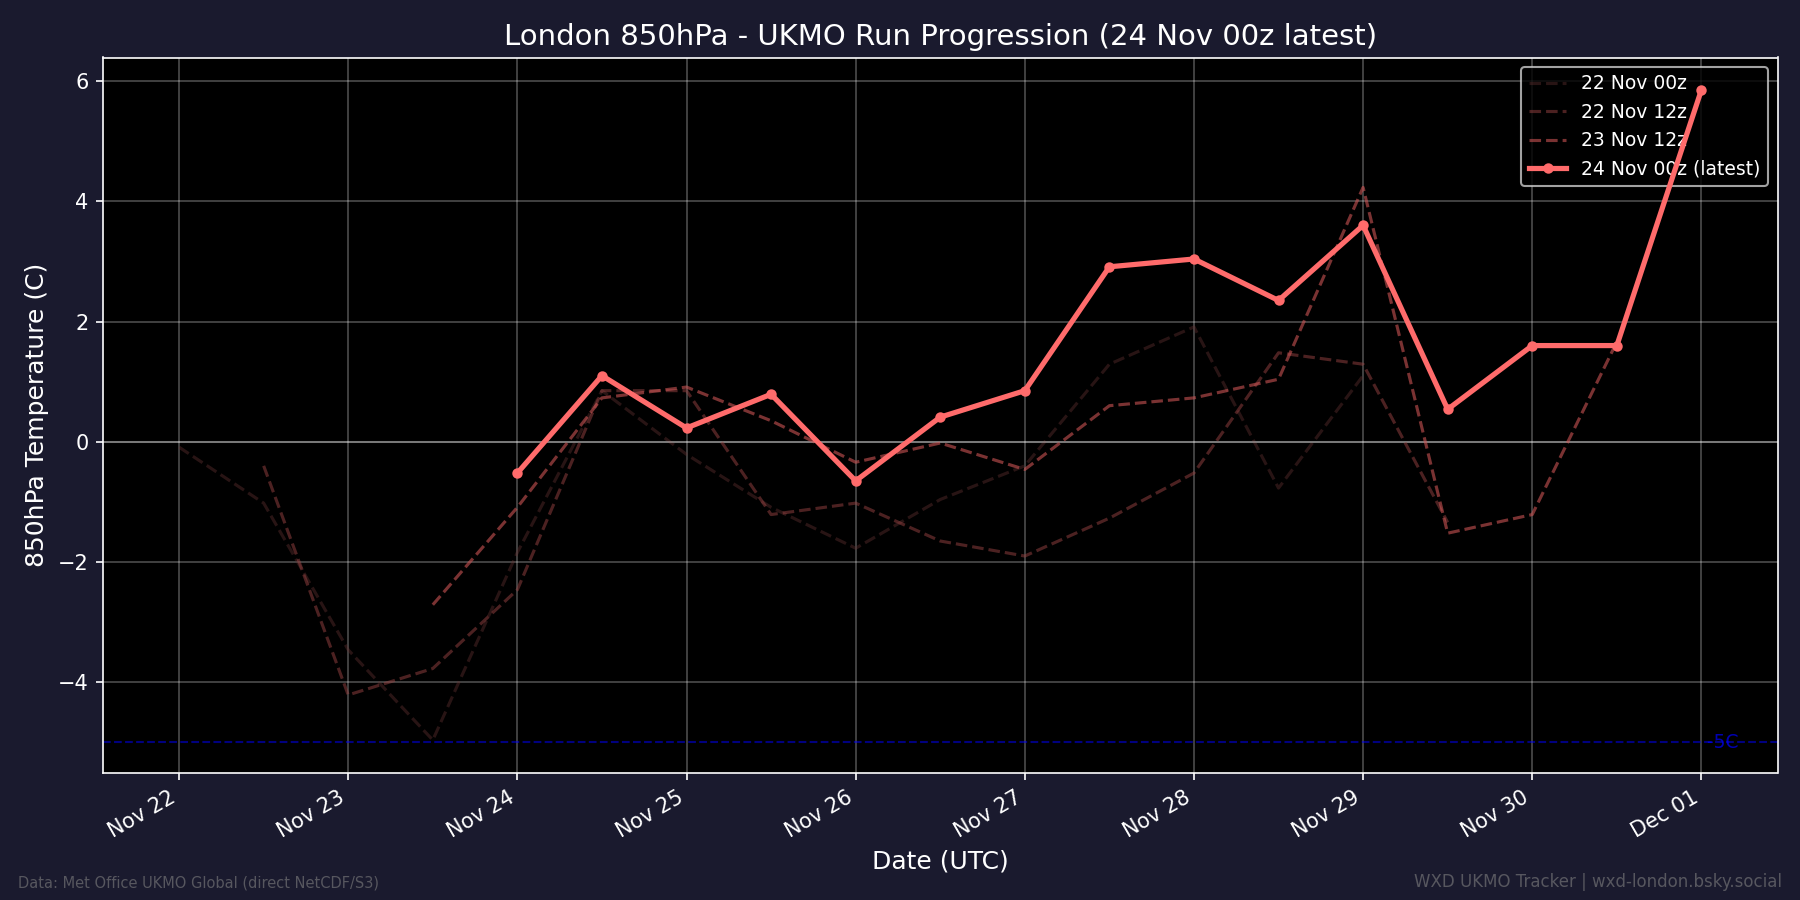 London 850hPa - UKMO Run Progression (24 Nov 00z latest)
22 Nov 00z
22 Nov 12z
23 Nov 12z
24 Nov 00z (latest)
850hPa Temperature (C)
6
4
2
0
−2
−4
-5C
Nov 22
Nov 23
Nov 24
Nov 25
Nov 26
Nov 27
Nov 28
Nov 29
Nov 30
Dec 01
Date (UTC)
Data: Met Office UKMO Global (direct NetCDF/S3)
WXD UKMO Tracker | wxd-london.bsky.social